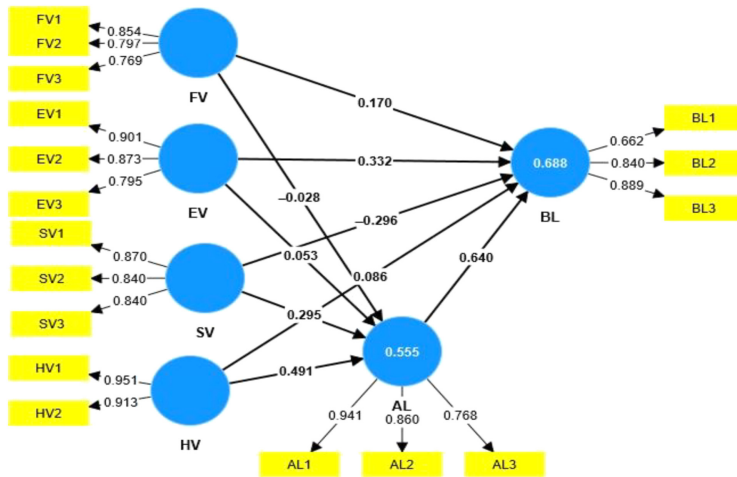 FV1
0.854
FV2
0.797
0.769
FV3
FV
EV1
0.901
EV2
0.873
0.795
EV3
EV
SV1
0.870
SV2
0.840
0.840
SV3
SV
HV1
0.951
HV2
0.913
HV
0.170
0.332
–0.028
–0.296
0.053
0.086
0.295
0.491
0.640
0.688
BL
0.662
BL1
0.840
BL2
0.889
BL3
0.555
AL
0.941
0.860
0.768
AL1
AL2
AL3